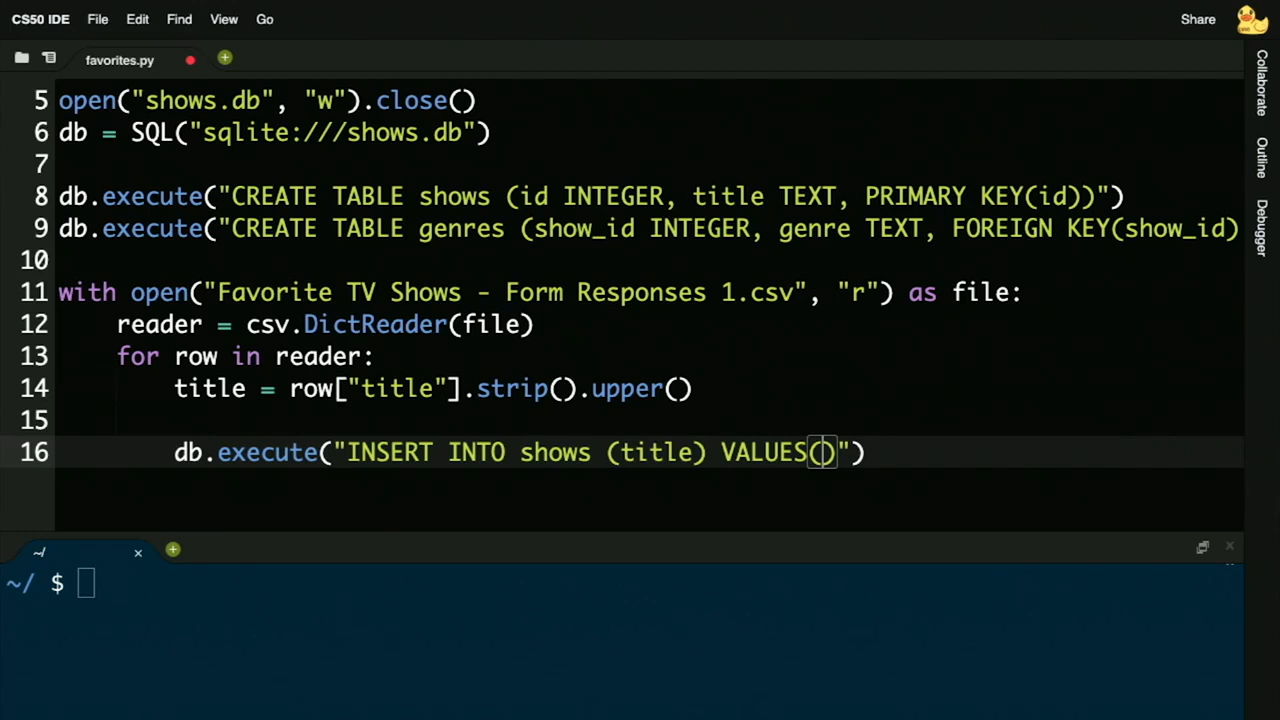 CS50 IDE File Edit Find View Go Share
favorites.py
5 open("shows.db", "w").close()
6 db = SQL("sqlite:///shows.db")
7
8 db.execute("CREATE TABLE shows (id INTEGER, title TEXT, PRIMARY KEY(id))")
9 db.execute("CREATE TABLE genres (show_id INTEGER, genre TEXT, FOREIGN KEY(show_id)
10
11 with open("Favorite TV Shows - Form Responses 1.csv", "r") as file:
12 reader = csv.DictReader(file)
13 for row in reader:
14 title = row["title"].strip().upper()
15
16 db.execute("INSERT INTO shows (title) VALUES()")
~/
~/ $
Collaborate
Outline
Debugger